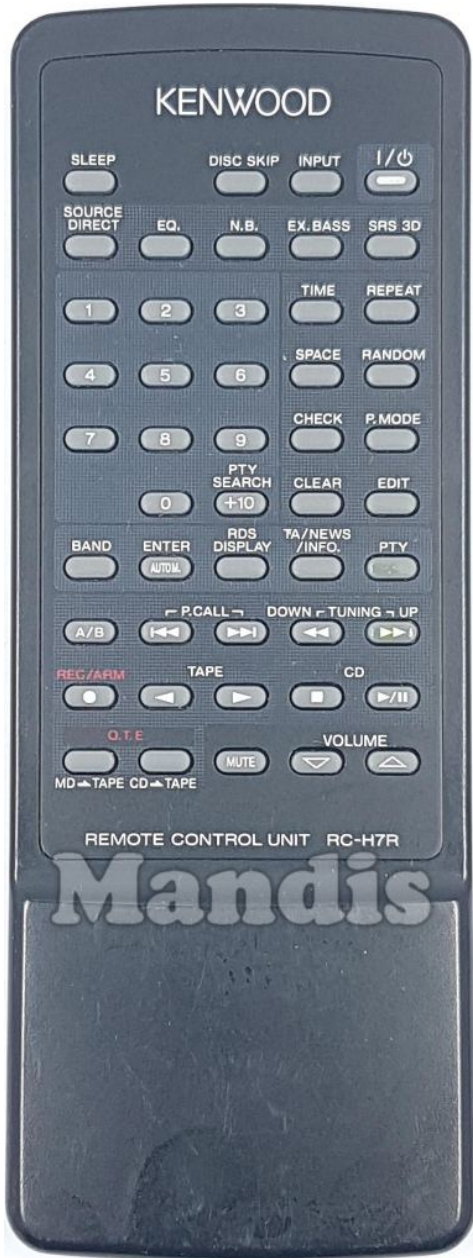 KENWOOD
SLEEP DISC SKIP INPUT I/⏻
SOURCE
DIRECT EQ. N.B. EX.BASS SRS 3D
TIME REPEAT
1 2 3
SPACE RANDOM
4 5 6
CHECK P.MODE
7 8 9
PTY
SEARCH CLEAR EDIT
0 +10
RDS TA/NEWS
BAND ENTER DISPLAY /INFO. PTY
AUTO/M.
P.CALL DOWN TUNING UP
A/B
REC/ARM TAPE CD
O.T.E VOLUME
MUTE
MD TAPE CD TAPE
REMOTE CONTROL UNIT RC-H7R
Mandis